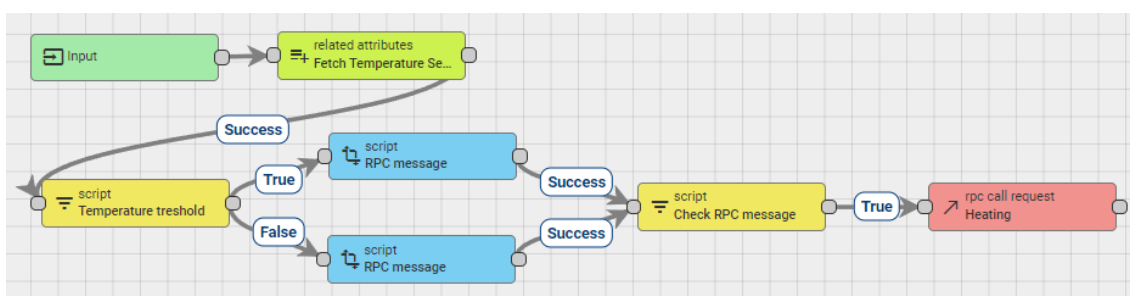 Input
related attributes
Fetch Temperature Se...
Success
script
Temperature treshold
True
False
script
RPC message
script
RPC message
Success
Success
script
Check RPC message
True
rpc call request
Heating